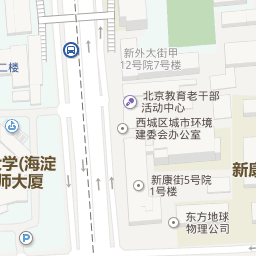 新外大街甲
12号院7号楼
二楼
北京教育老干部
活动中心
西城区城市环境
建委会办公室
大学(海淀
师大厦
新康
新康街5号院
1号楼
东方地球
物理公司